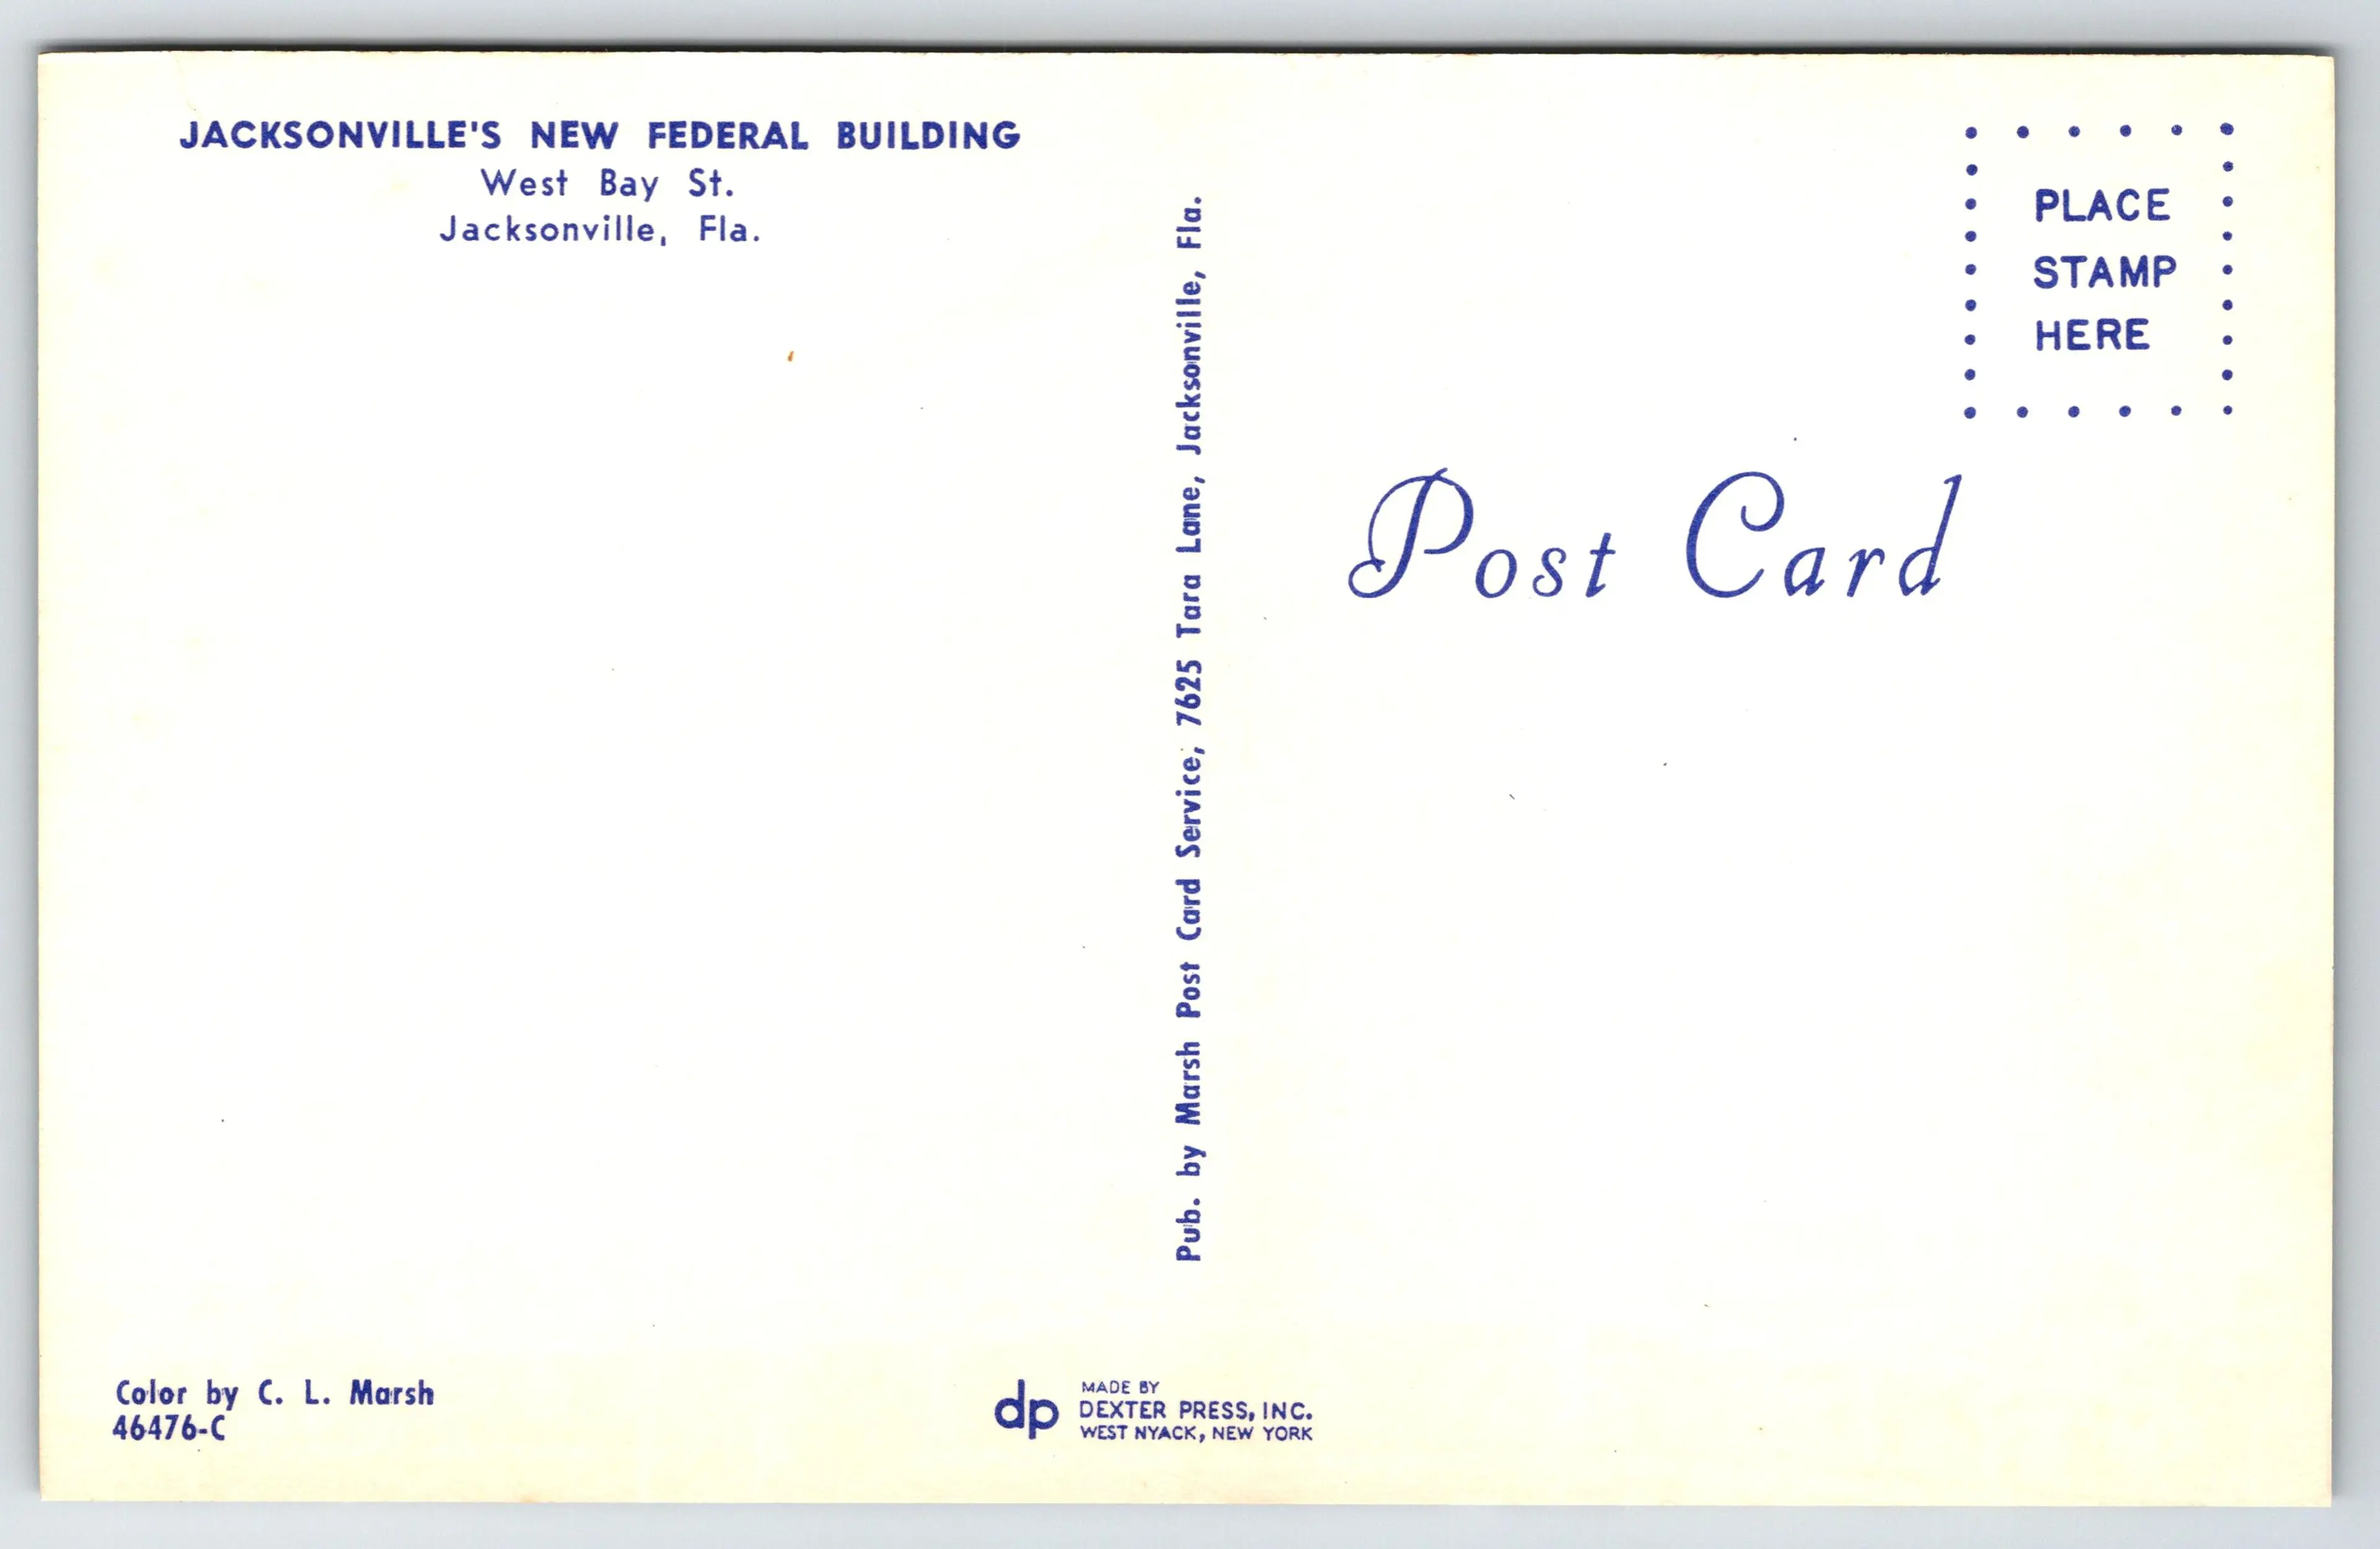 JACKSONVILLE'S NEW FEDERAL BUILDING
West Bay St.
Jacksonville, Fla.
Pub. by Marsh Post Card Service, 7625 Tara Lane, Jacksonville, Fla.
PLACE
STAMP
HERE
Post Card
Color by C. L. Marsh
46476-C
dp
MADE BY
DEXTER PRESS, INC.
WEST NYACK, NEW YORK